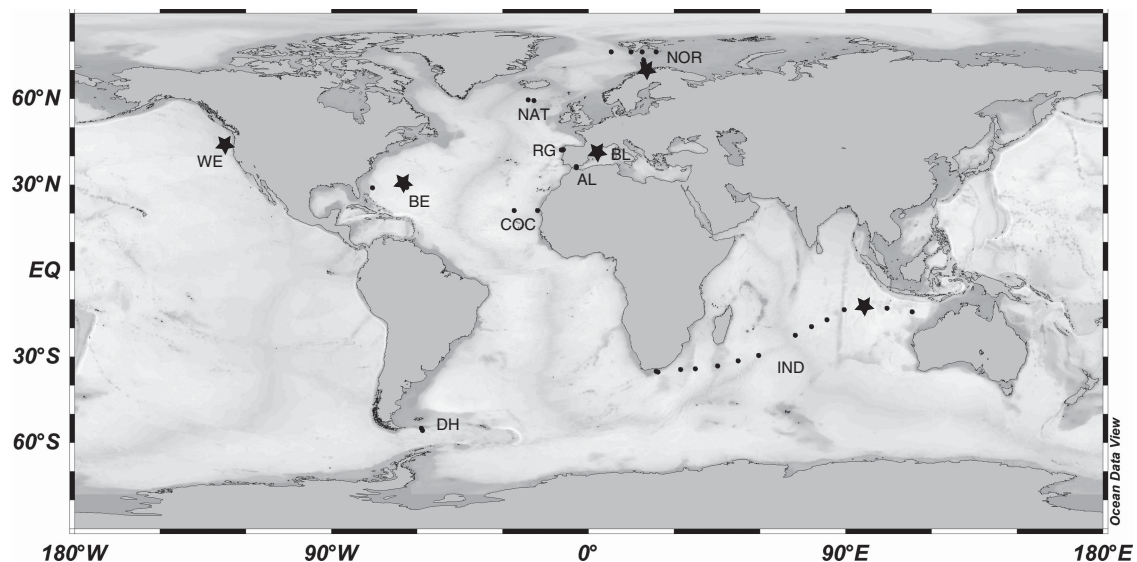 NOR
60°N
NAT
RG
BL
WE
AL
30°N
BE
COC
EQ
30°S
IND
DH
60°S
Ocean Data View
180°W
90°W
0°
90°E
180°E